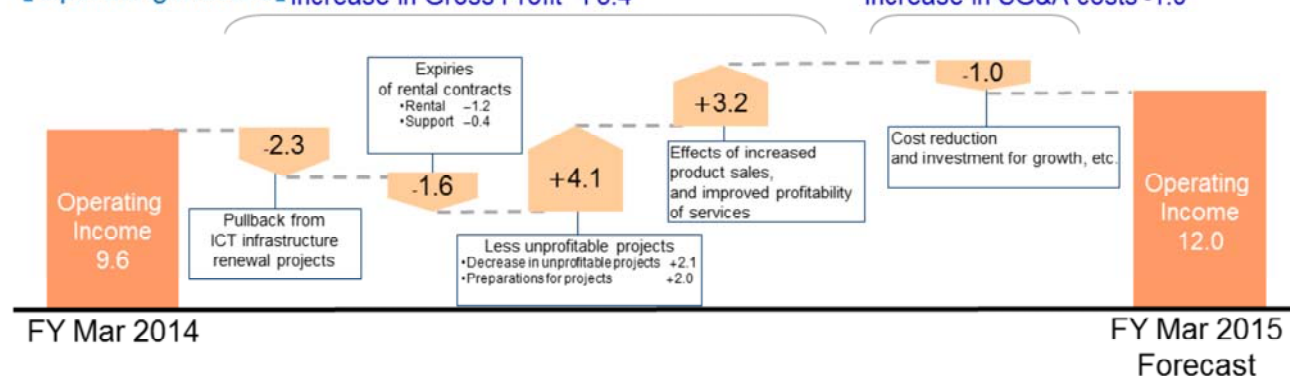 Increase in Gross Profit +3.4
Increase in SG&A costs -1.0
Expiries
of rental contracts
•Rental −1.2
•Support −0.4
-2.3
-1.6
+4.1
+3.2
-1.0
Operating
Income
9.6
Pullback from
ICT infrastructure
renewal projects
Less unprofitable projects
•Decrease in unprofitable projects +2.1
•Preparations for projects +2.0
Effects of increased
product sales,
and improved profitability
of services
Cost reduction
and investment for growth, etc.
Operating
Income
12.0
FY Mar 2014
FY Mar 2015
Forecast